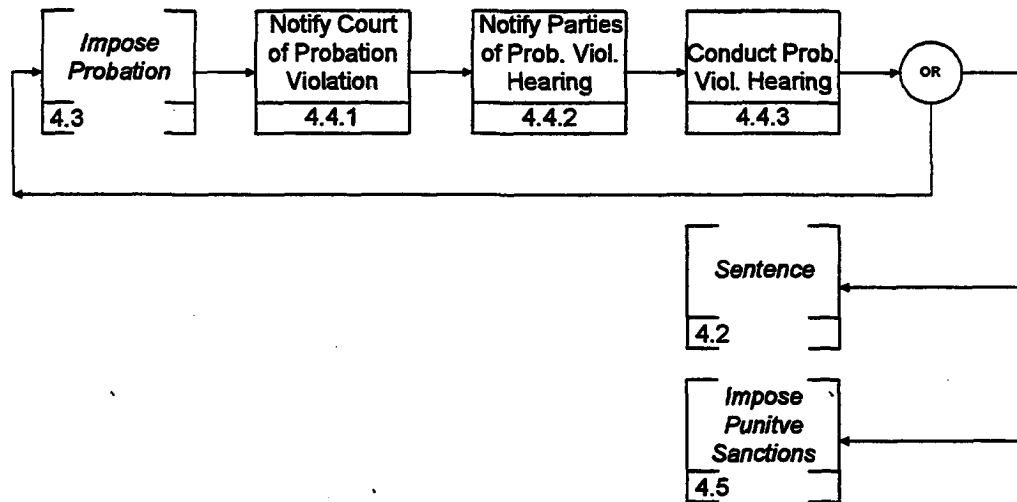 Impose
Probation
4.3
Notify Court
of Probation
Violation
4.4.1
Notify Parties
of Prob. Viol.
Hearing
4.4.2
Conduct Prob.
Viol. Hearing
4.4.3
OR
Sentence
4.2
Impose
Punitve
Sanctions
4.5